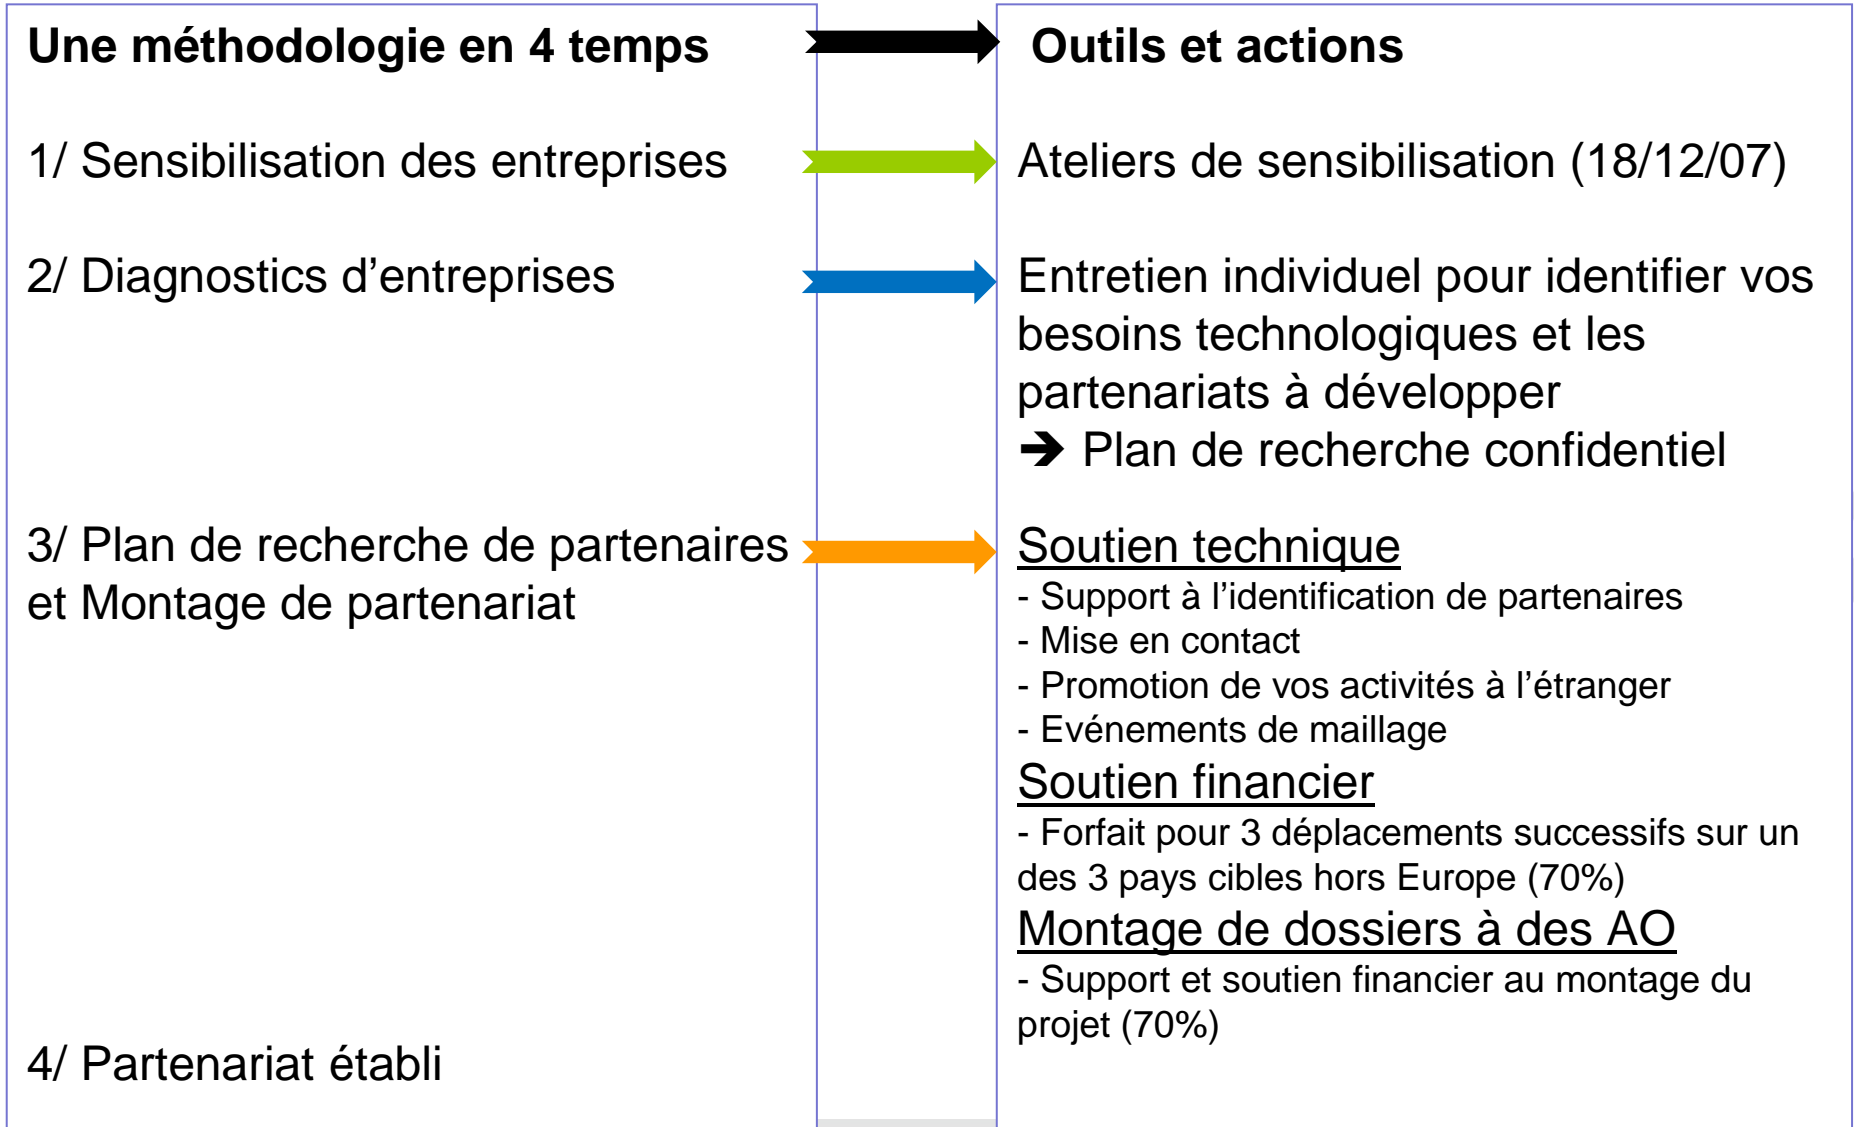 Une méthodologie en 4 temps
Outils et actions
1/ Sensibilisation des entreprises
Ateliers de sensibilisation (18/12/07)
2/ Diagnostics d’entreprises
Entretien individuel pour identifier vos
besoins technologiques et les
partenariats à développer
➔ Plan de recherche confidentiel
3/ Plan de recherche de partenaires
et Montage de partenariat
Soutien technique
- Support à l’identification de partenaires
- Mise en contact
- Promotion de vos activités à l’étranger
- Evénements de maillage
Soutien financier
- Forfait pour 3 déplacements successifs sur un
des 3 pays cibles hors Europe (70%)
Montage de dossiers à des AO
- Support et soutien financier au montage du
projet (70%)
4/ Partenariat établi